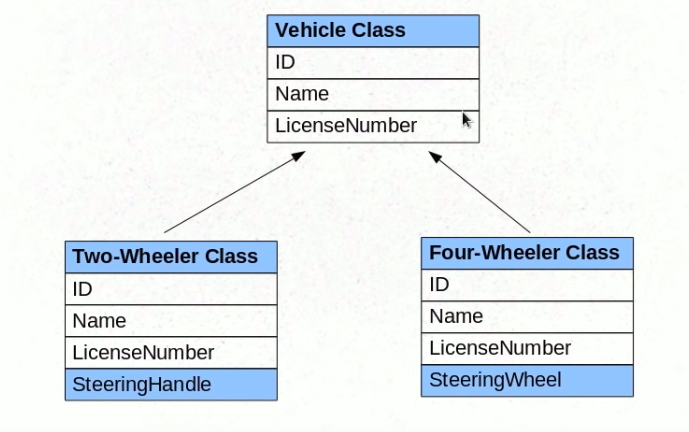 Vehicle Class
ID
Name
LicenseNumber
Two-Wheeler Class
ID
Name
LicenseNumber
SteeringHandle
Four-Wheeler Class
ID
Name
LicenseNumber
SteeringWheel